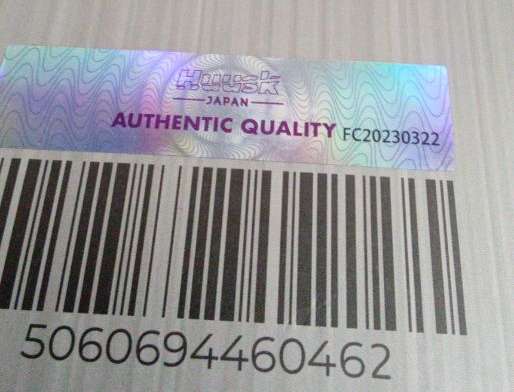 Huusk
JAPAN
AUTHENTIC QUALITY FC20230322
5060694460462